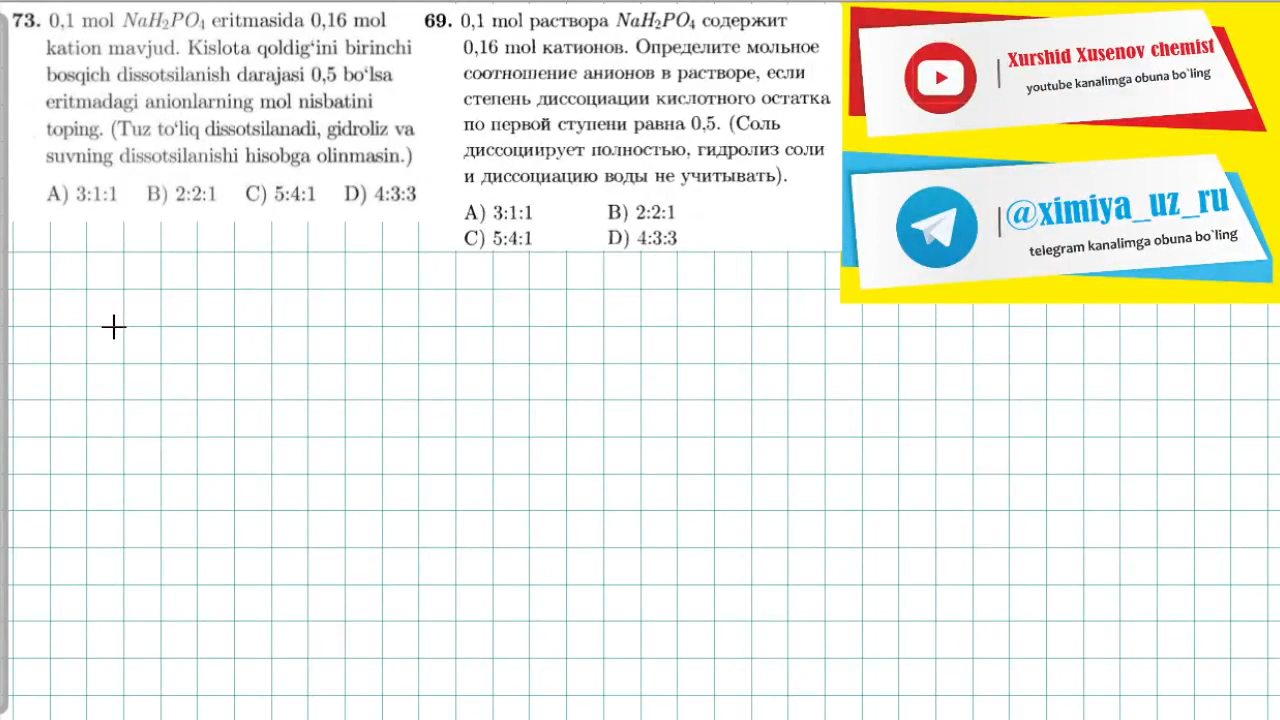 73. 0,1 mol NaH₂PO₄ eritmasida 0,16 mol
kation mavjud. Kislota qoldig‘ini birinchi
bosqich dissotsilanish darajasi 0,5 bo‘lsa
eritmadagi anionlarning mol nisbatini
toping. (Tuz to‘liq dissotsilanadi, gidroliz va
suvning dissotsilanishi hisobga olinmasin.)
A) 3:1:1 B) 2:2:1 C) 5:4:1 D) 4:3:3
69. 0,1 mol раствора NaH₂PO₄ содержит
0,16 mol катионов. Определите мольное
соотношение анионов в растворе, если
степень диссоциации кислотного остатка
по первой ступени равна 0,5. (Соль
диссоциирует полностью, гидролиз соли
и диссоциацию воды не учитывать).
A) 3:1:1 B) 2:2:1
C) 5:4:1 D) 4:3:3
Xurshid Xusenov chemist
youtube kanalimga obuna bo`ling
@ximiya_uz_ru
telegram kanalimga obuna bo`ling